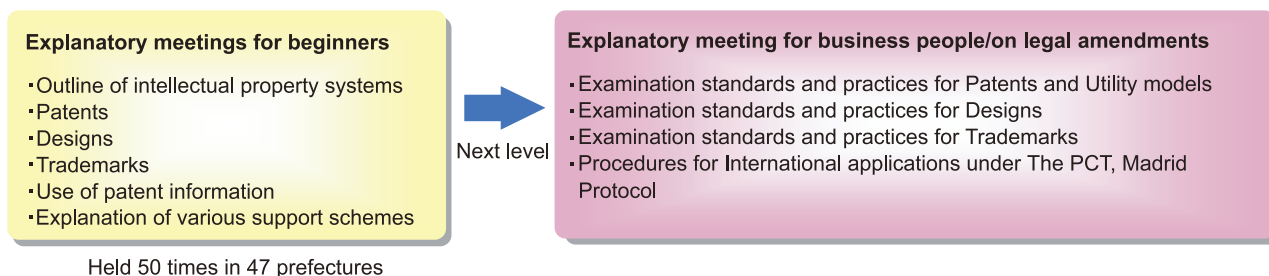 Explanatory meetings for beginners
・Outline of intellectual property systems
・Patents
・Designs
・Trademarks
・Use of patent information
・Explanation of various support schemes
Held 50 times in 47 prefectures
Next level
Explanatory meeting for business people/on legal amendments
・Examination standards and practices for Patents and Utility models
・Examination standards and practices for Designs
・Examination standards and practices for Trademarks
・Procedures for International applications under The PCT, Madrid
Protocol